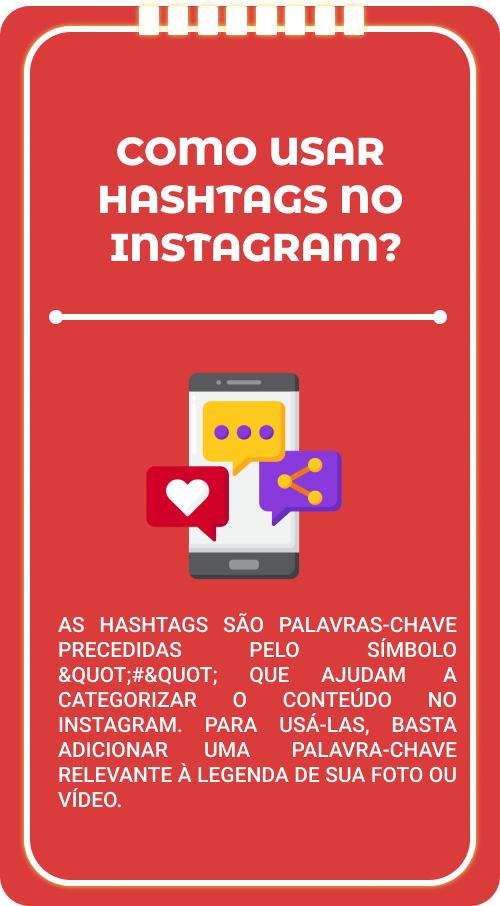 COMO USAR
HASHTAGS NO
INSTAGRAM?
AS HASHTAGS SÃO PALAVRAS-CHAVE
PRECEDIDAS PELO SÍMBOLO
&QUOT;#&QUOT; QUE AJUDAM A
CATEGORIZAR O CONTEÚDO NO
INSTAGRAM. PARA USÁ-LAS, BASTA
ADICIONAR UMA PALAVRA-CHAVE
RELEVANTE À LEGENDA DE SUA FOTO OU
VÍDEO.